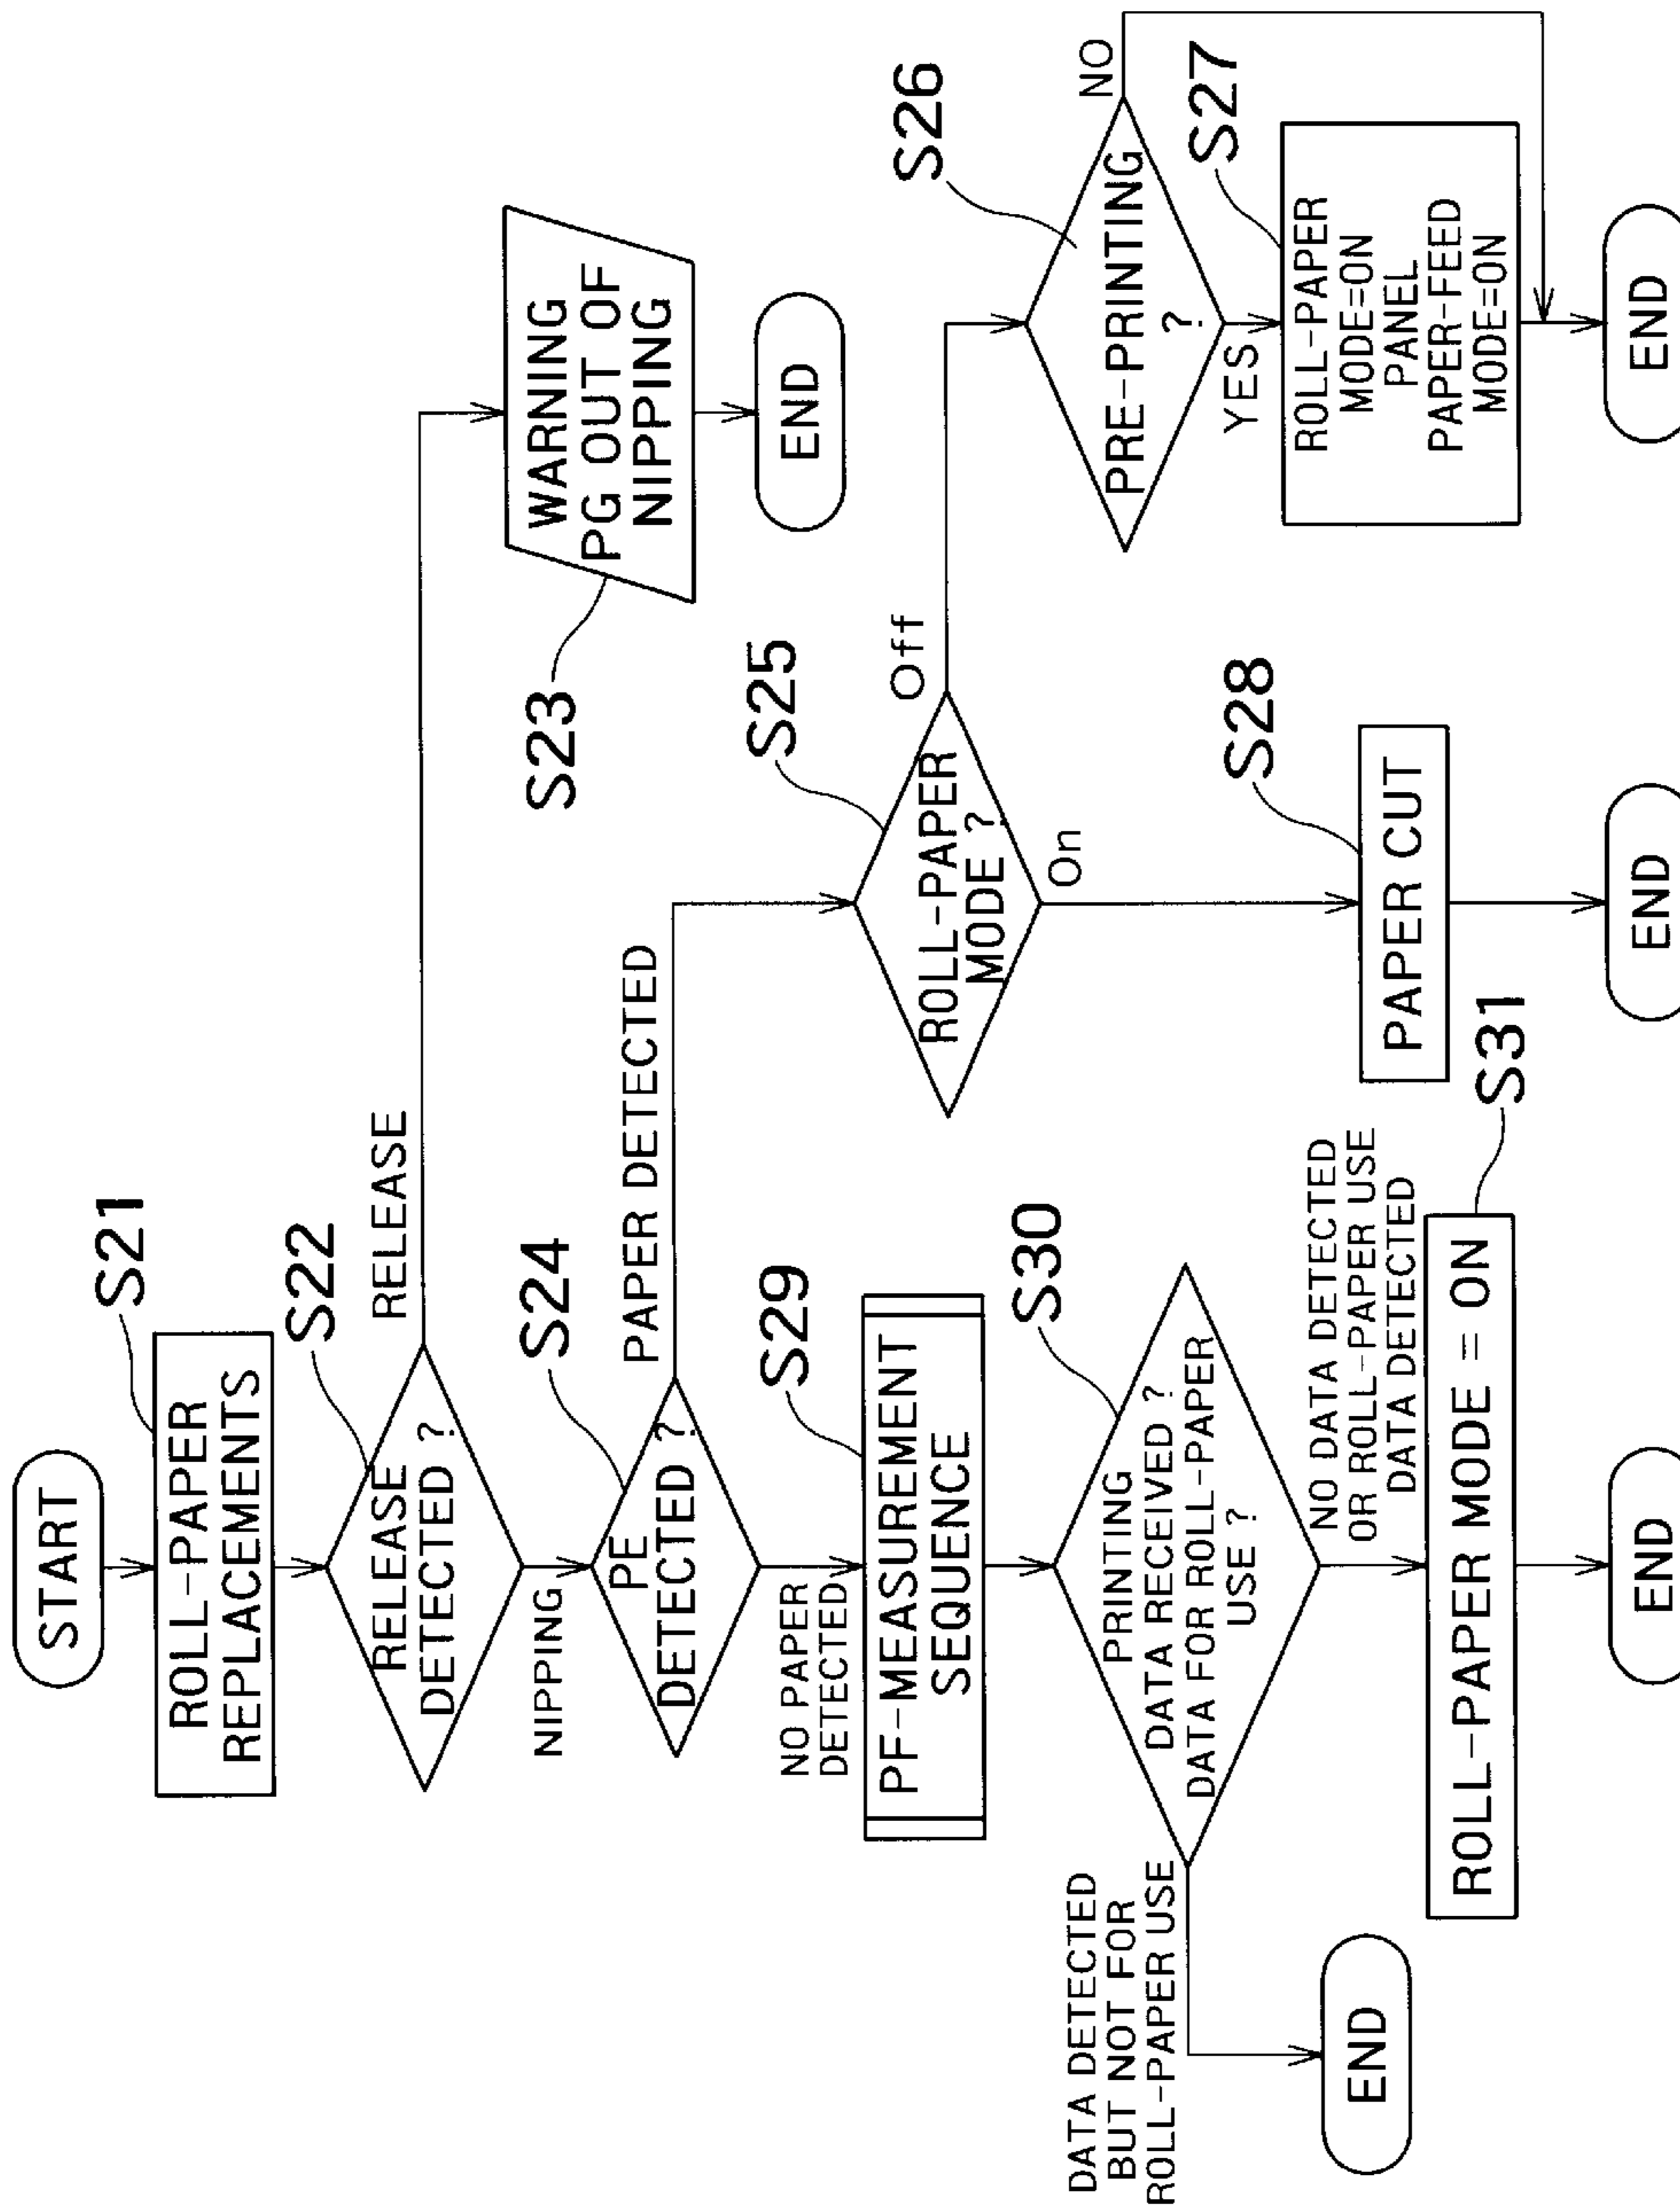 START
S21
ROLL-PAPER
REPLACEMENTS
S22
RELEASE
DETECTED ?
RELEASE
NIPPING
S23
WARNING
PG OUT OF
NIPPING
END
S24
PE
DETECTED ?
PAPER DETECTED
NO PAPER
DETECTED
S25
ROLL-PAPER
MODE ?
Off
On
S26
PRE-PRINTING
?
NO
YES
S27
ROLL-PAPER
MODE=ON
PANEL
PAPER-FEED
MODE=ON
END
S28
PAPER CUT
END
S29
PF-MEASUREMENT
SEQUENCE
S30
PRINTING
DATA RECEIVED ?
DATA FOR ROLL-PAPER
USE ?
DATA DETECTED
BUT NOT FOR
ROLL-PAPER USE
END
NO DATA DETECTED
OR ROLL-PAPER USE
DATA DETECTED
S31
ROLL-PAPER MODE = ON
END